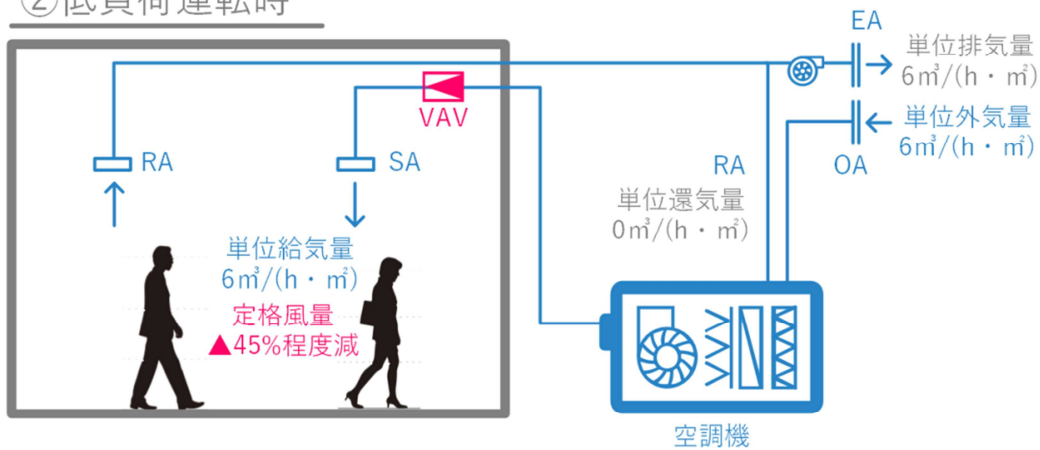 ②低負荷運転時
EA
単位排気量
6㎥/(h・㎡)
単位外気量
6㎥/(h・㎡)
OA
VAV
RA
SA
RA
単位還気量
0㎥/(h・㎡)
単位給気量
6㎥/(h・㎡)
定格風量
▲45%程度減
空調機